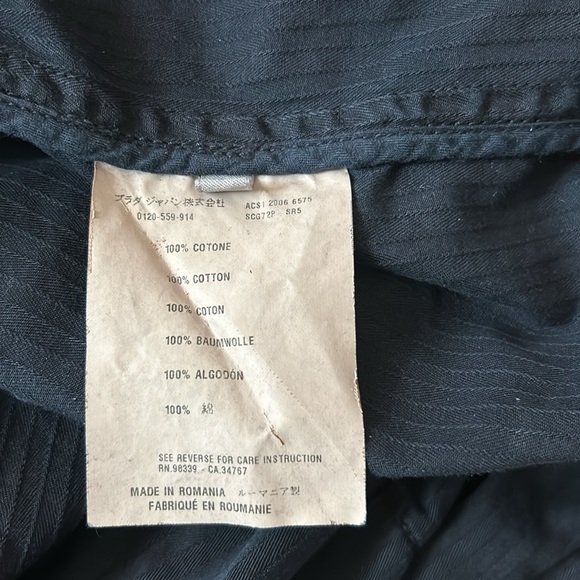 プラダ ジャパン株式会社
0120-559-914
ACS1 2006 6575
SCG72P SR5
100% COTONE
100% COTTON
100% COTON
100% BAUMWOLLE
100% ALGODÓN
100% 綿
SEE REVERSE FOR CARE INSTRUCTION
RN.98339 - CA.34767
MADE IN ROMANIA ルーマニア製
FABRIQUÉ EN ROUMANIE